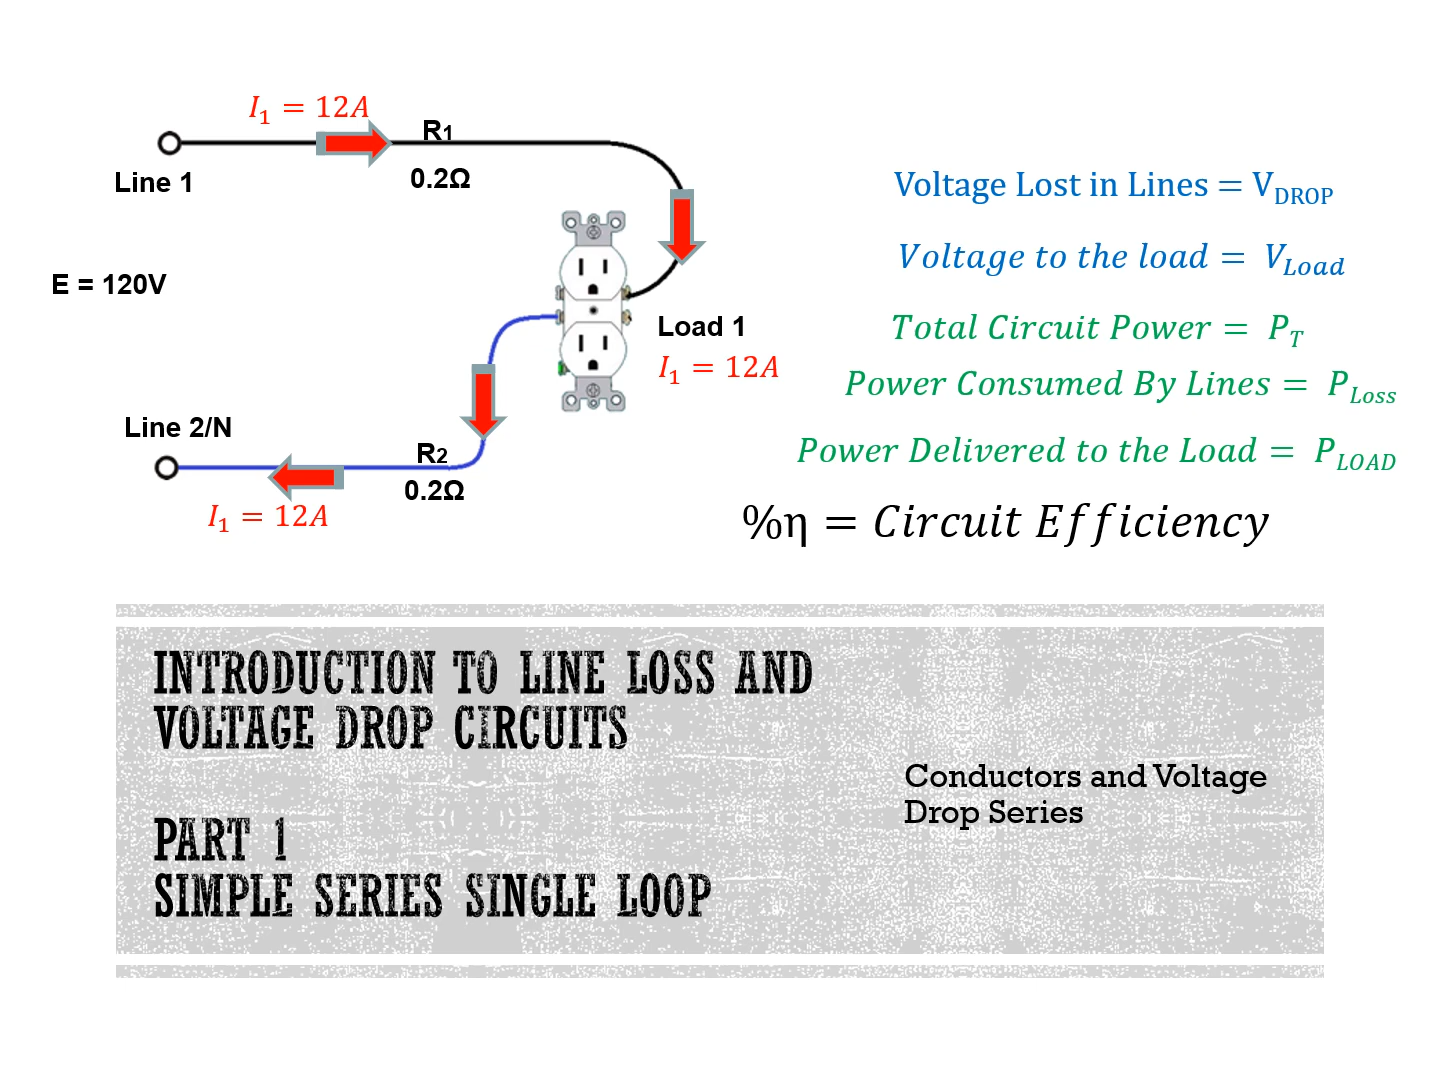 I₁ = 12A
R1
Line 1
0.2Ω
Voltage Lost in Lines = V_DROP
Voltage to the load = V_Load
E = 120V
Load 1
Total Circuit Power = P_T
I₁ = 12A
Power Consumed By Lines = P_Loss
Line 2/N
R2
Power Delivered to the Load = P_LOAD
0.2Ω
I₁ = 12A
%η = Circuit Efficiency
INTRODUCTION TO LINE LOSS AND
VOLTAGE DROP CIRCUITS
PART 1
SIMPLE SERIES SINGLE LOOP
Conductors and Voltage
Drop Series